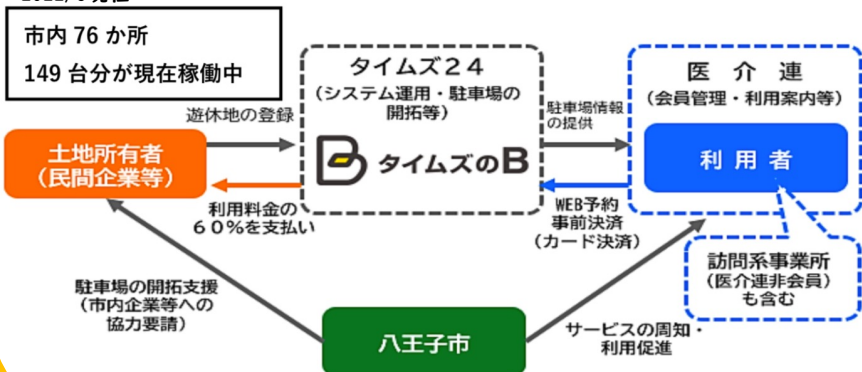 市内 76 か所
149 台分が現在稼働中
タイムズ２４
(システム運用・駐車場の
開拓等)
タイムズのB
医 介 連
(会員管理・利用案内等)
利 用 者
遊休地の登録
駐車場情報
の提供
土地所有者
(民間企業等)
利用料金の
６０％を支払い
WEB予約
事前決済
(カード決済)
訪問系事業所
(医介連非会員)
も含む
駐車場の開拓支援
(市内企業等への
協力要請)
八王子市
サービスの周知・
利用促進